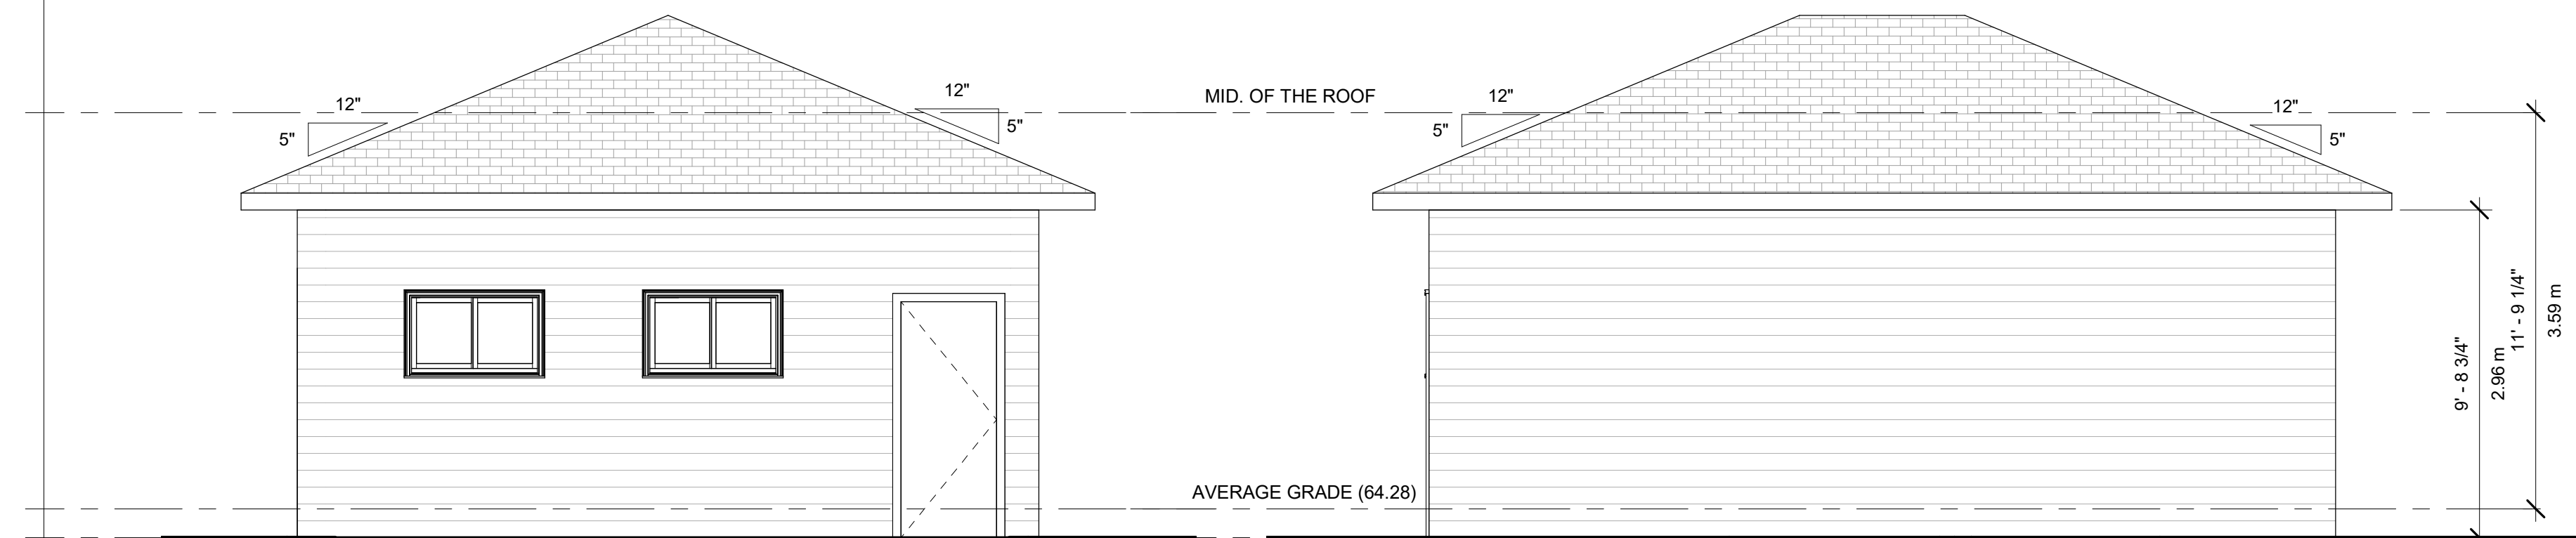 12"
5"
12"
5"
MID. OF THE ROOF
12"
5"
12"
5"
AVERAGE GRADE (64.28)
9' - 8 3/4"
2.96 m
11' - 9 1/4"
3.59 m